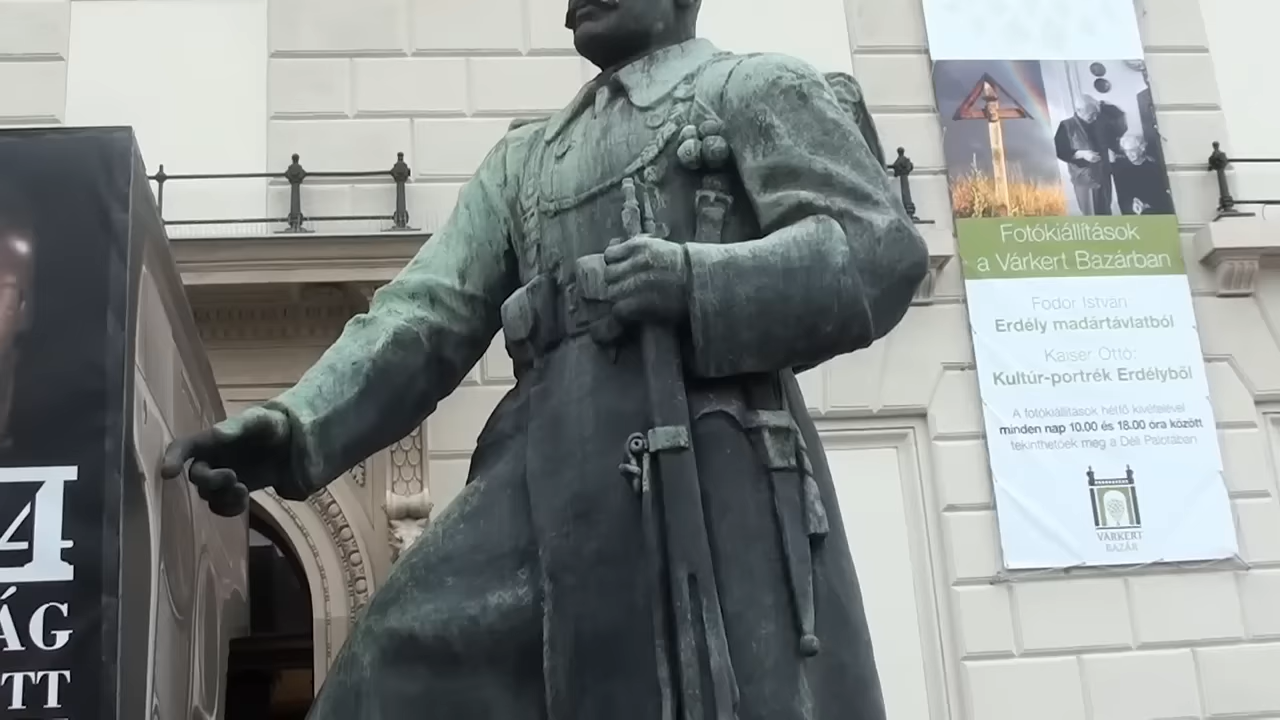 4
ÁG
TT
Fotókiállítások
a Várkert Bazárban
Fodor István
Erdély madártávlatból
Kaiser Ottó:
Kultúr-portrék Erdélyből
A fotókiállítások hétfő kivételével
minden nap 10.00 és 18.00 óra között
tekinthetőek meg a Déli Palotában
VÁRKERT
BAZÁR